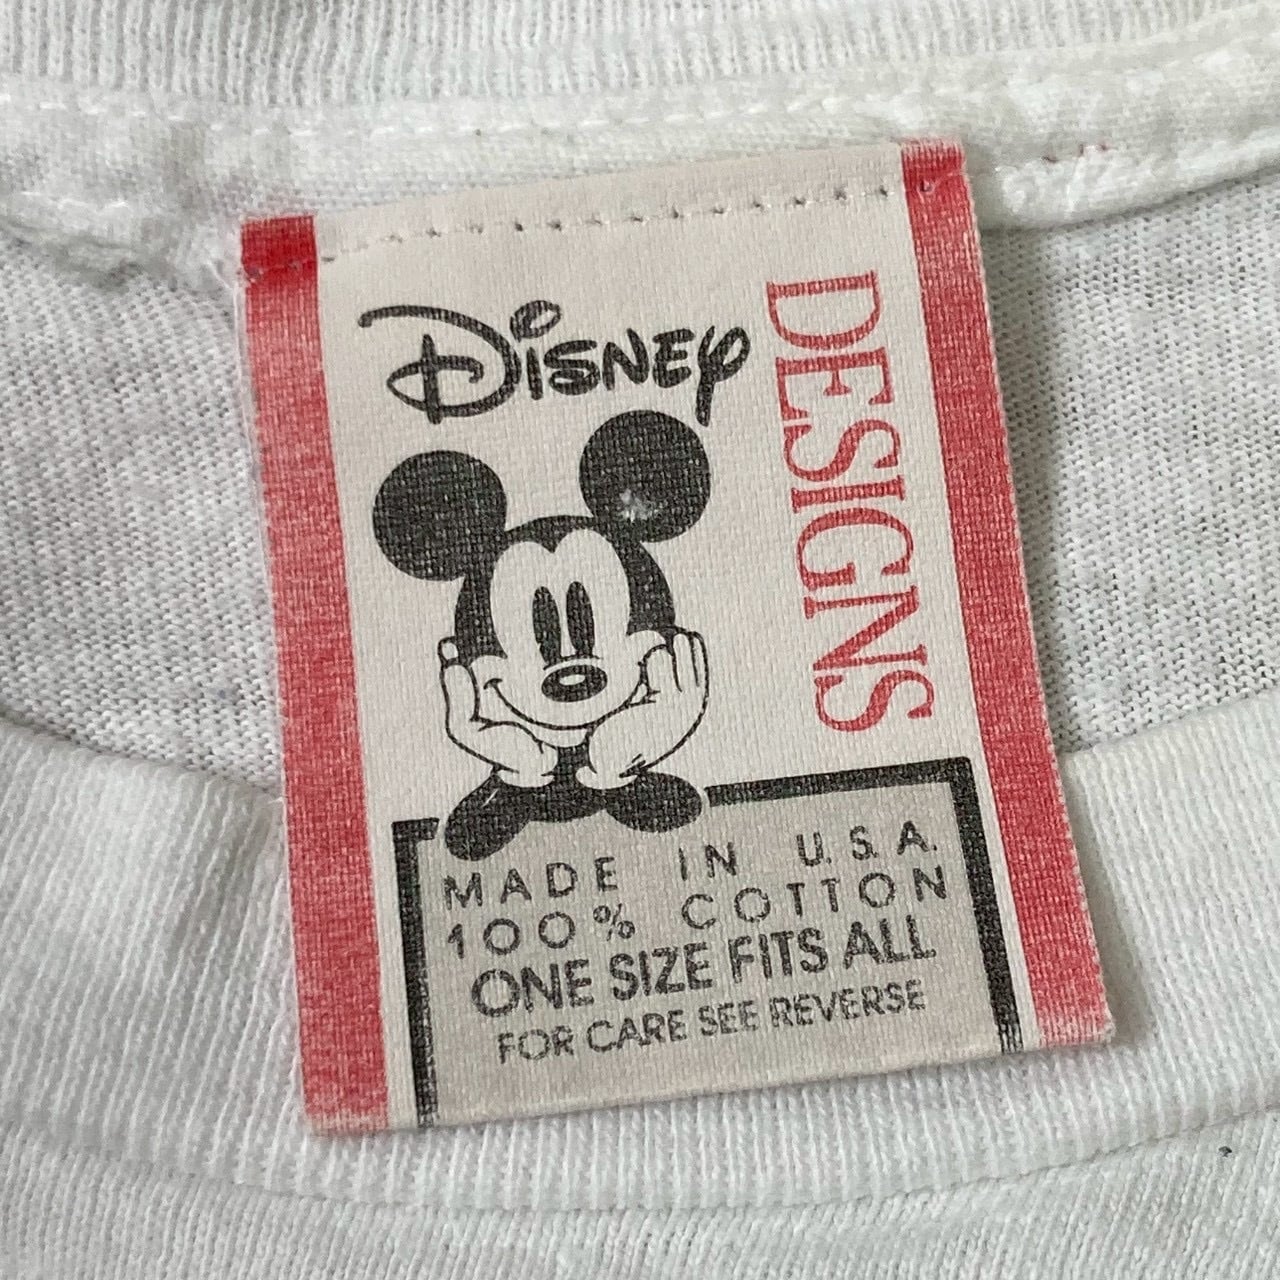 DISNEY
DESIGNS
MADE IN U.S.A.
100% COTTON
ONE SIZE FITS ALL
FOR CARE SEE REVERSE